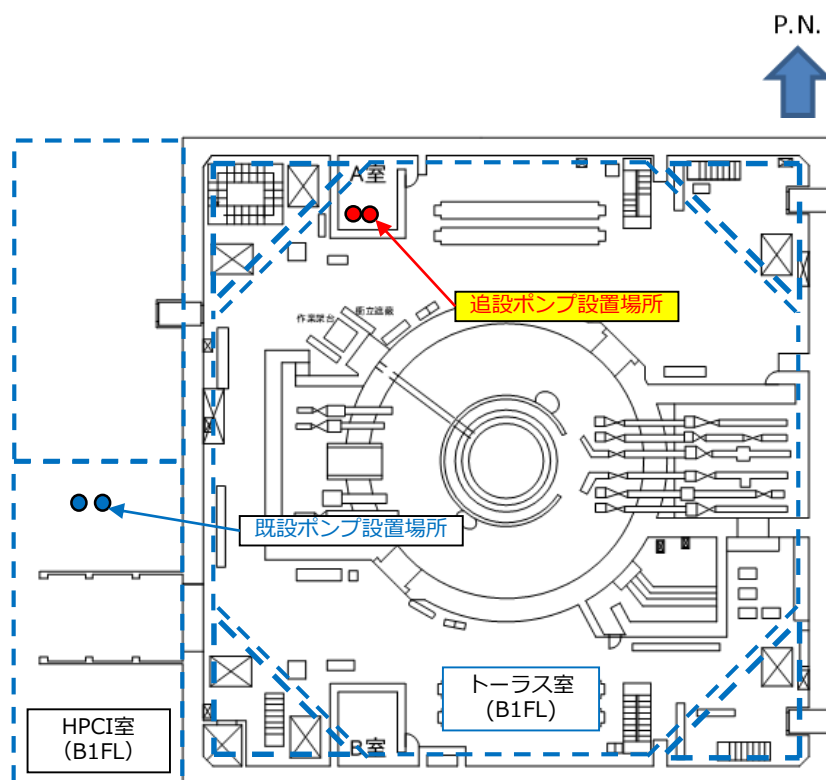 P.N.
A室
追設ポンプ設置場所
作業架台
衝立遮蔽
既設ポンプ設置場所
トーラス室
(B1FL)
HPCI室
（B1FL）
B室